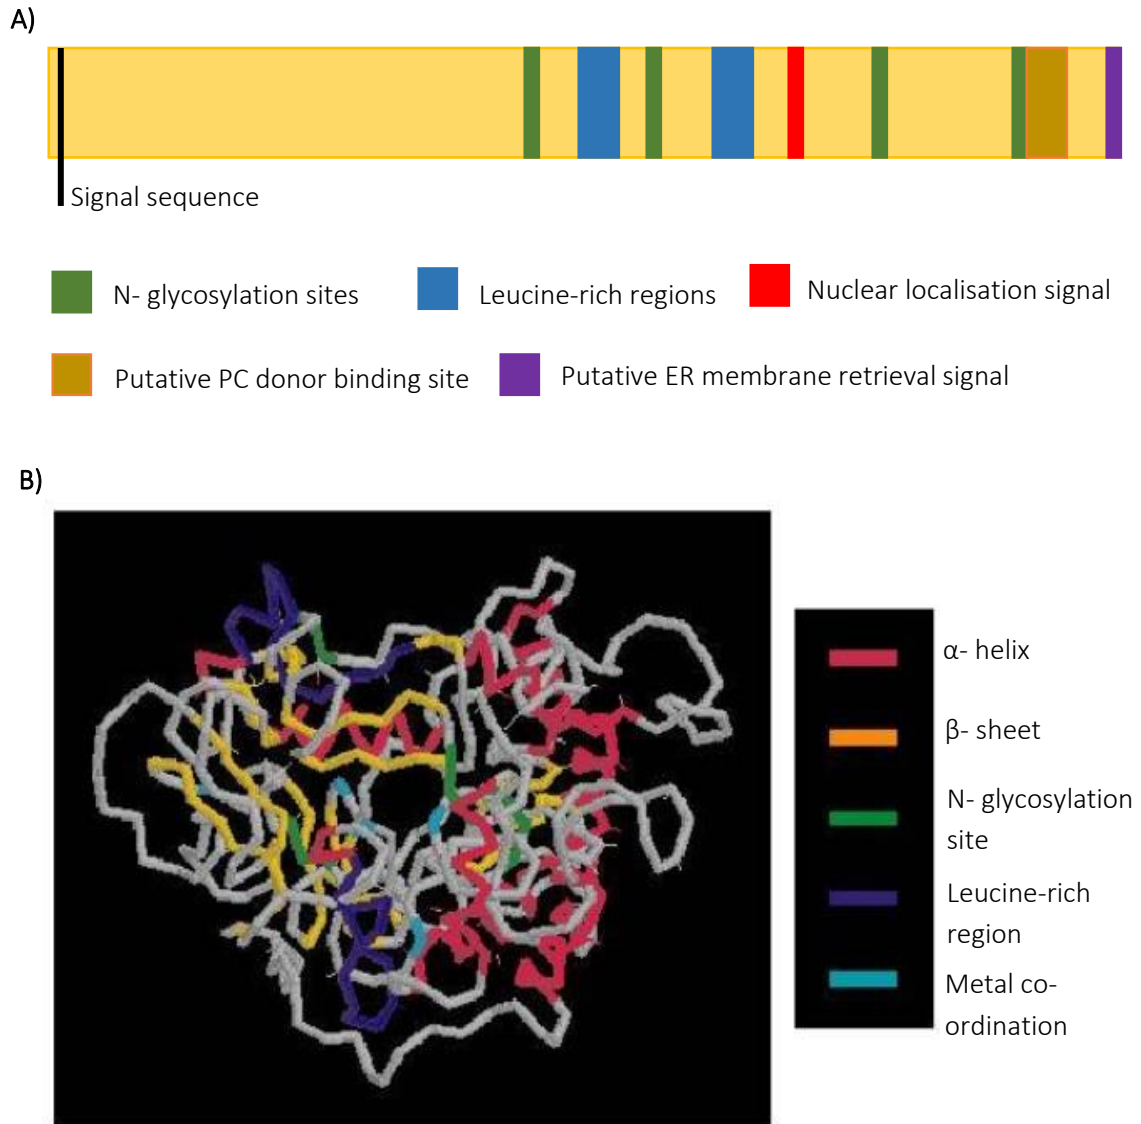 A)
Signal sequence
N- glycosylation sites
Leucine-rich regions
Nuclear localisation signal
Putative PC donor binding site
Putative ER membrane retrieval signal
B)
α- helix
β- sheet
N- glycosylation
site
Leucine-rich
region
Metal co-
ordination